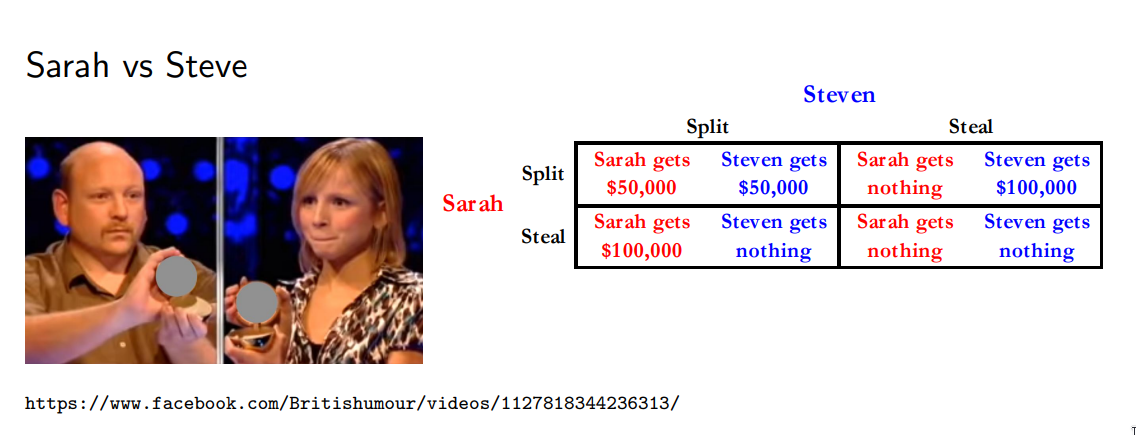 Sarah vs Steve
Steven
Split Steal
Split
Sarah gets Steven gets Sarah gets Steven gets
$50,000 $50,000 nothing $100,000
Sarah
Steal
Sarah gets Steven gets Sarah gets Steven gets
$100,000 nothing nothing nothing
https://www.facebook.com/Britishumour/videos/1127818344236313/